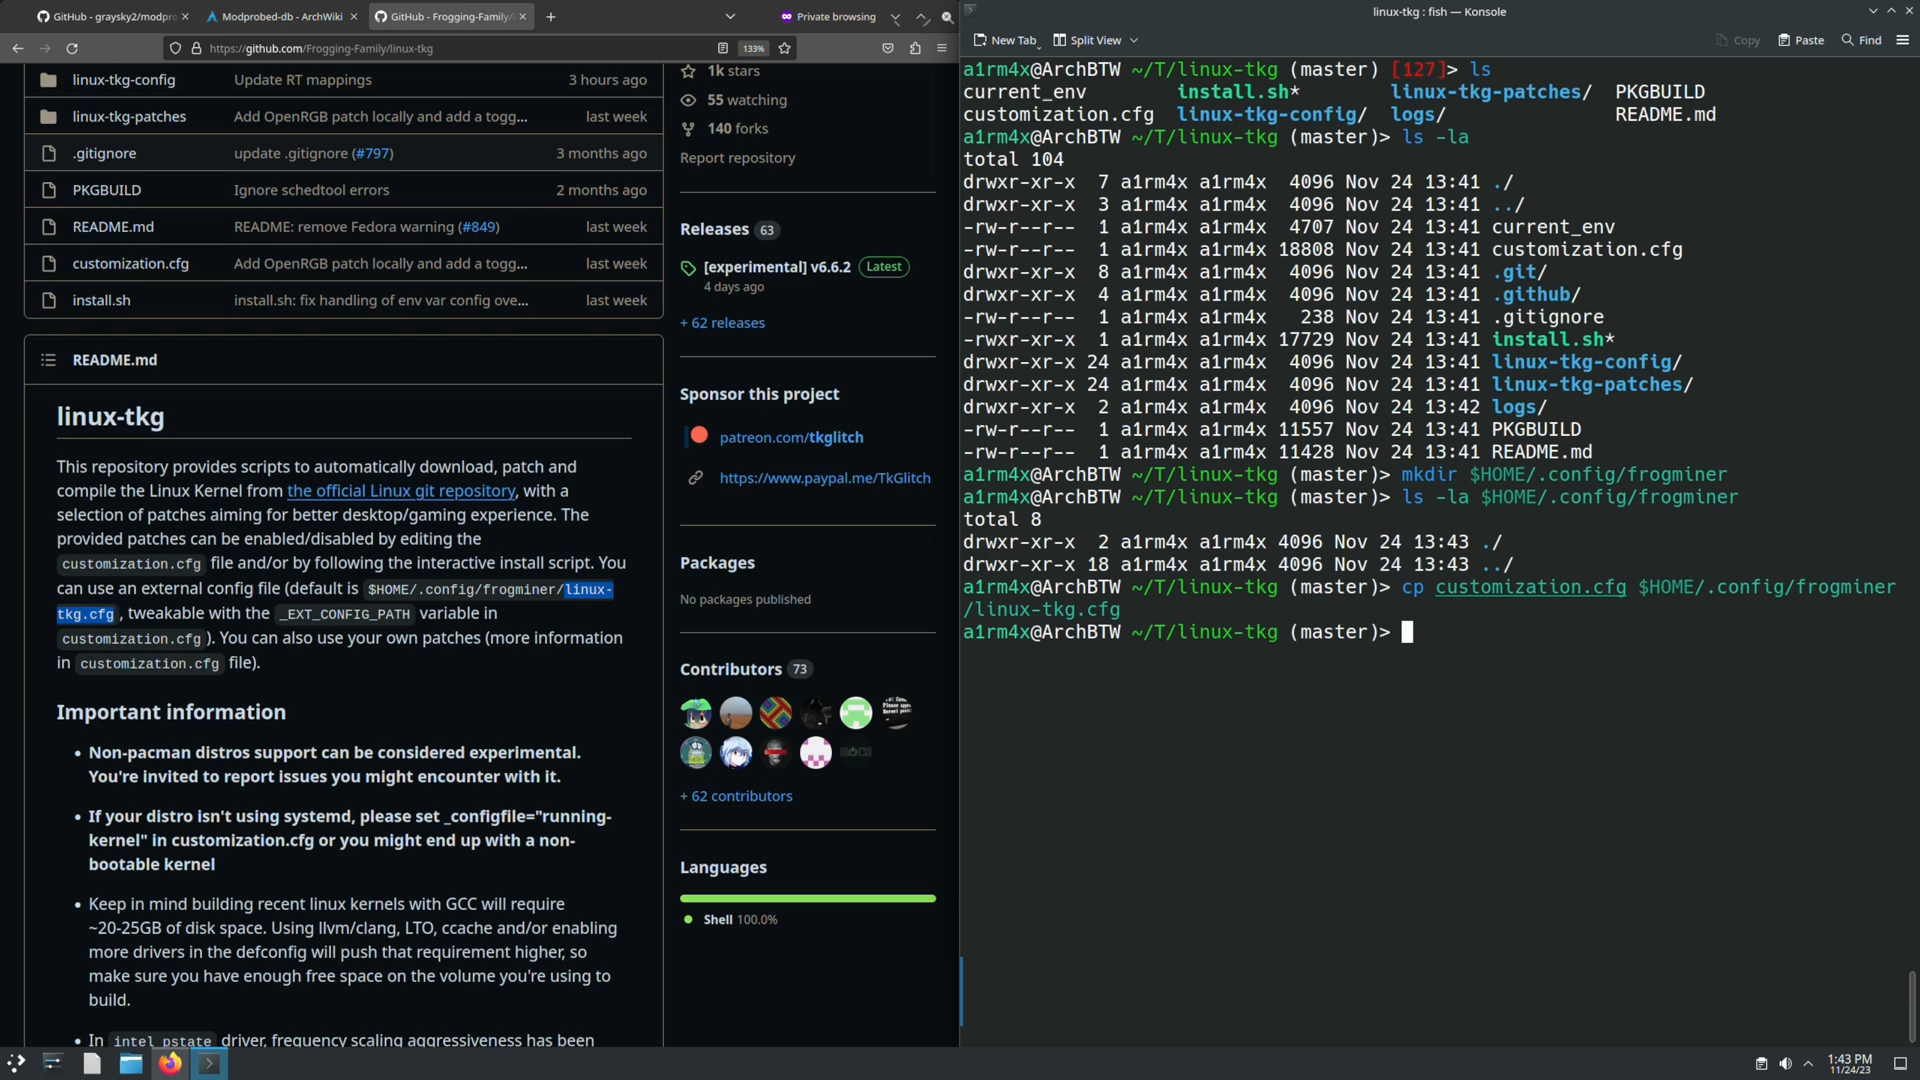 GitHub - graysky2/modpro
Modprobed-db - ArchWiki
GitHub - Frogging-Family/l
Private browsing
https://github.com/Frogging-Family/linux-tkg
133%
linux-tkg-config Update RT mappings 3 hours ago
linux-tkg-patches Add OpenRGB patch locally and add a togg... last week
.gitignore update .gitignore (#797) 3 months ago
PKGBUILD Ignore schedtool errors 2 months ago
README.md README: remove Fedora warning (#849) last week
customization.cfg Add OpenRGB patch locally and add a togg... last week
install.sh install.sh: fix handling of env var config ove... last week
README.md
linux-tkg
This repository provides scripts to automatically download, patch and
compile the Linux Kernel from the official Linux git repository, with a
selection of patches aiming for better desktop/gaming experience. The
provided patches can be enabled/disabled by editing the
customization.cfg file and/or by following the interactive install script. You
can use an external config file (default is $HOME/.config/frogminer/linux-
tkg.cfg , tweakable with the _EXT_CONFIG_PATH variable in
customization.cfg ). You can also use your own patches (more information
in customization.cfg file).
Important information
• Non-pacman distros support can be considered experimental.
You're invited to report issues you might encounter with it.
• If your distro isn't using systemd, please set _configfile="running-
kernel" in customization.cfg or you might end up with a non-
bootable kernel
• Keep in mind building recent linux kernels with GCC will require
~20-25GB of disk space. Using llvm/clang, LTO, ccache and/or enabling
more drivers in the defconfig will push that requirement higher, so
make sure you have enough free space on the volume you're using to
build.
• In intel_pstate driver, frequency scaling aggressiveness has been
1k stars
55 watching
140 forks
Report repository
Releases 63
[experimental] v6.6.2 Latest
4 days ago
+ 62 releases
Sponsor this project
patreon.com/tkglitch
https://www.paypal.me/TkGlitch
Packages
No packages published
Contributors 73
+ 62 contributors
Languages
Shell 100.0%
linux-tkg : fish — Konsole
New Tab Split View Copy Paste Find
a1rm4x@ArchBTW ~/T/linux-tkg (master) [127]> ls
current_env install.sh* linux-tkg-patches/ PKGBUILD
customization.cfg linux-tkg-config/ logs/ README.md
a1rm4x@ArchBTW ~/T/linux-tkg (master)> ls -la
total 104
drwxr-xr-x 7 a1rm4x a1rm4x 4096 Nov 24 13:41 ./
drwxr-xr-x 3 a1rm4x a1rm4x 4096 Nov 24 13:41 ../
-rw-r--r-- 1 a1rm4x a1rm4x 4707 Nov 24 13:41 current_env
-rw-r--r-- 1 a1rm4x a1rm4x 18808 Nov 24 13:41 customization.cfg
drwxr-xr-x 8 a1rm4x a1rm4x 4096 Nov 24 13:41 .git/
drwxr-xr-x 4 a1rm4x a1rm4x 4096 Nov 24 13:41 .github/
-rw-r--r-- 1 a1rm4x a1rm4x 238 Nov 24 13:41 .gitignore
-rwxr-xr-x 1 a1rm4x a1rm4x 17729 Nov 24 13:41 install.sh*
drwxr-xr-x 24 a1rm4x a1rm4x 4096 Nov 24 13:41 linux-tkg-config/
drwxr-xr-x 24 a1rm4x a1rm4x 4096 Nov 24 13:41 linux-tkg-patches/
drwxr-xr-x 2 a1rm4x a1rm4x 4096 Nov 24 13:42 logs/
-rw-r--r-- 1 a1rm4x a1rm4x 11557 Nov 24 13:41 PKGBUILD
-rw-r--r-- 1 a1rm4x a1rm4x 11428 Nov 24 13:41 README.md
a1rm4x@ArchBTW ~/T/linux-tkg (master)> mkdir $HOME/.config/frogminer
a1rm4x@ArchBTW ~/T/linux-tkg (master)> ls -la $HOME/.config/frogminer
total 8
drwxr-xr-x 2 a1rm4x a1rm4x 4096 Nov 24 13:43 ./
drwxr-xr-x 18 a1rm4x a1rm4x 4096 Nov 24 13:43 ../
a1rm4x@ArchBTW ~/T/linux-tkg (master)> cp customization.cfg $HOME/.config/frogminer
/linux-tkg.cfg
a1rm4x@ArchBTW ~/T/linux-tkg (master)>
1:43 PM
11/24/23